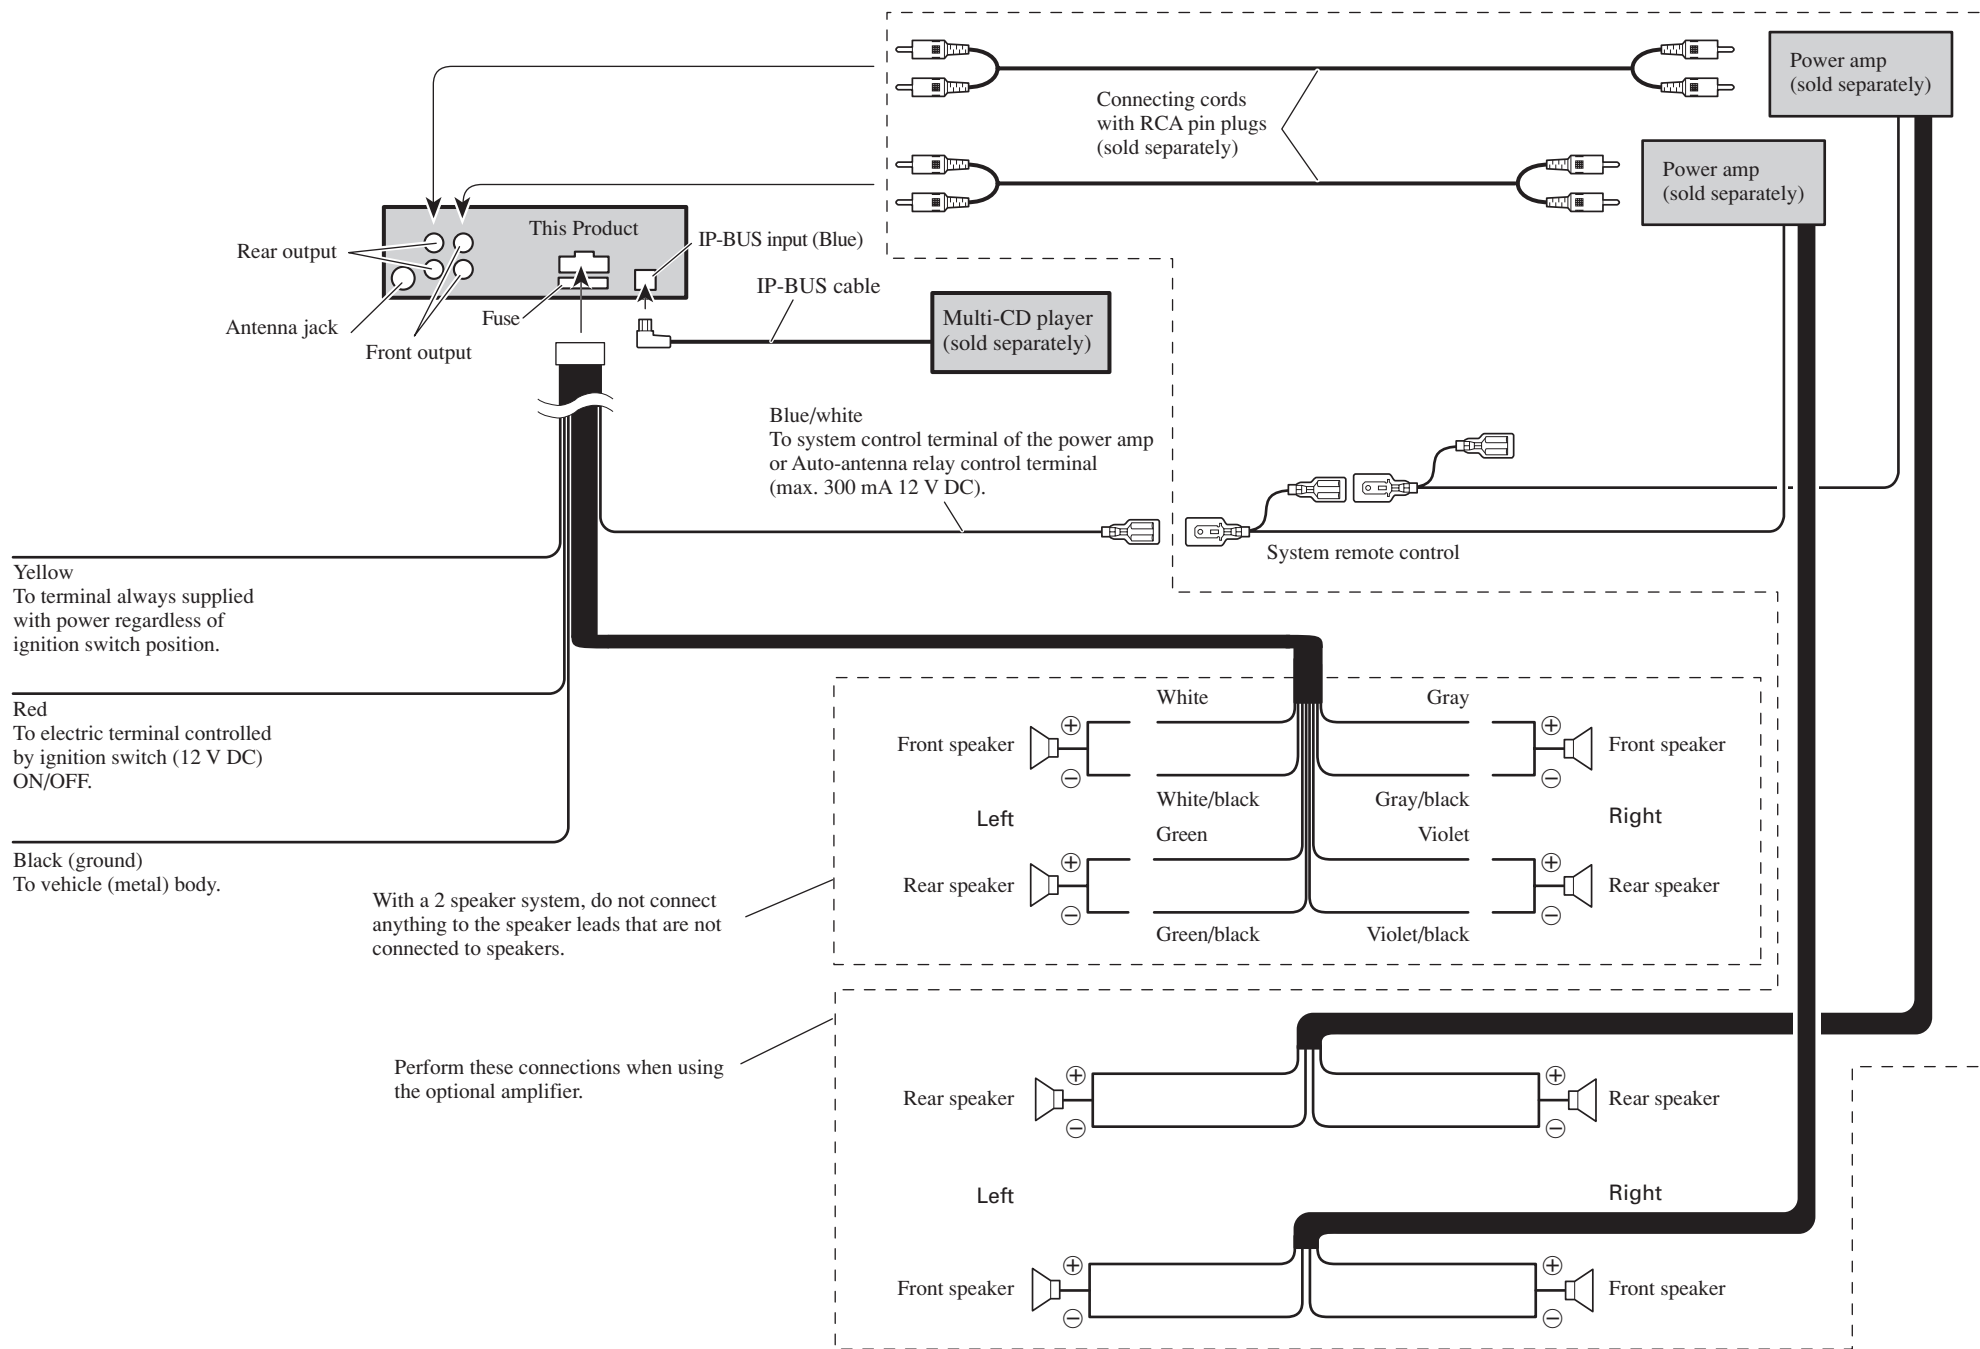 Power amp
(sold separately)
Connecting cords
with RCA pin plugs
(sold separately)
Power amp
(sold separately)
This Product
Rear output
IP-BUS input (Blue)
IP-BUS cable
Antenna jack
Fuse
Front output
Multi-CD player
(sold separately)
Blue/white
To system control terminal of the power amp
or Auto-antenna relay control terminal
(max. 300 mA 12 V DC).
System remote control
Yellow
To terminal always supplied
with power regardless of
ignition switch position.
Red
To electric terminal controlled
by ignition switch (12 V DC)
ON/OFF.
Black (ground)
To vehicle (metal) body.
White
Gray
+
+
Front speaker
Front speaker
−
−
White/black
Gray/black
Left
Right
Green
Violet
+
+
Rear speaker
Rear speaker
−
−
Green/black
Violet/black
With a 2 speaker system, do not connect
anything to the speaker leads that are not
connected to speakers.
Perform these connections when using
the optional amplifier.
+
+
Rear speaker
Rear speaker
−
−
Left
Right
+
+
Front speaker
Front speaker
−
−